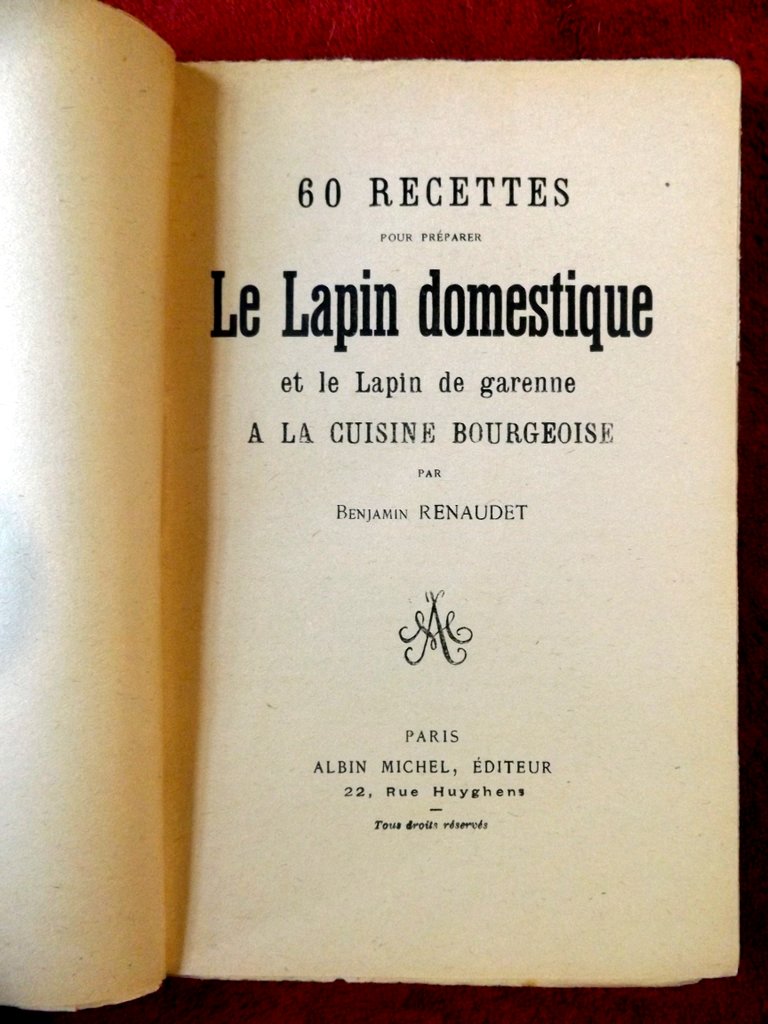 60 RECETTES
POUR PRÉPARER
Le Lapin domestique
et le Lapin de garenne
A LA CUISINE BOURGEOISE
PAR
BENJAMIN RENAUDET
PARIS
ALBIN MICHEL, ÉDITEUR
22, Rue Huyghens
Tous droits réservés